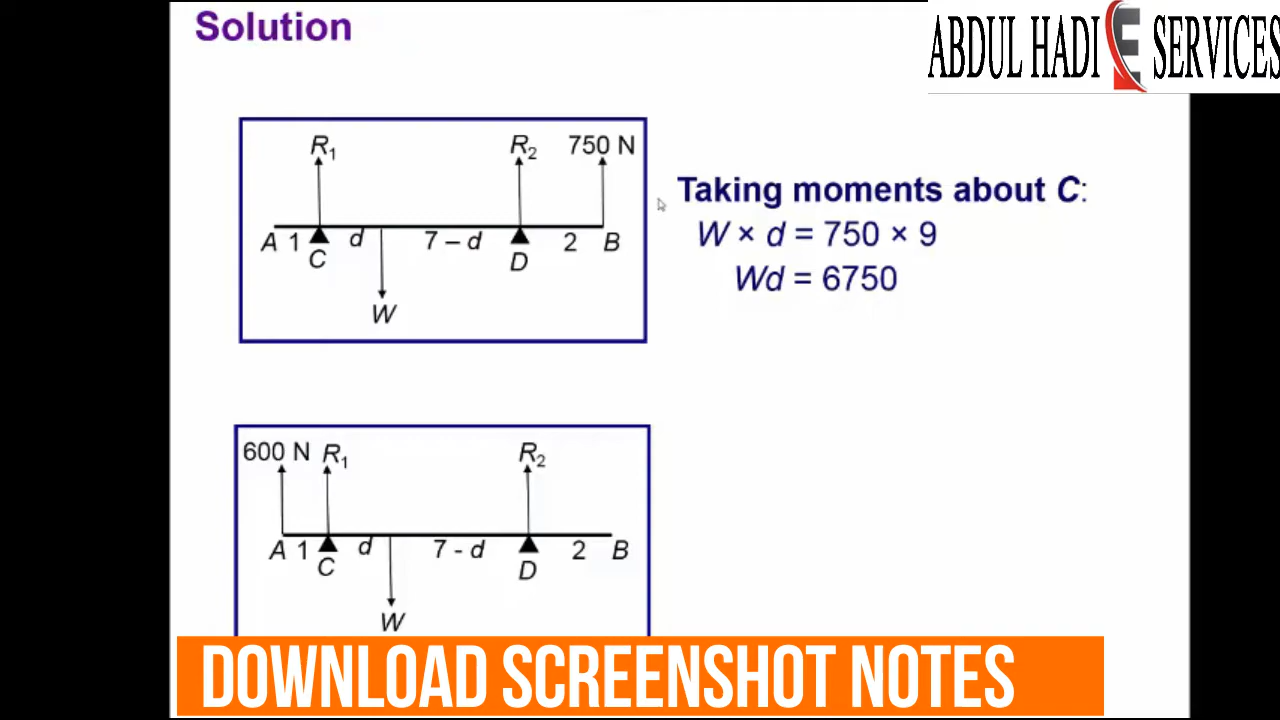 Solution
ABDUL HADI E SERVICES
R₁ R₂ 750 N
A 1 d 7 – d 2 B
C D
W
Taking moments about C:
W × d = 750 × 9
Wd = 6750
600 N R₁ R₂
A 1 d 7 - d 2 B
C D
W
DOWNLOAD SCREENSHOT NOTES